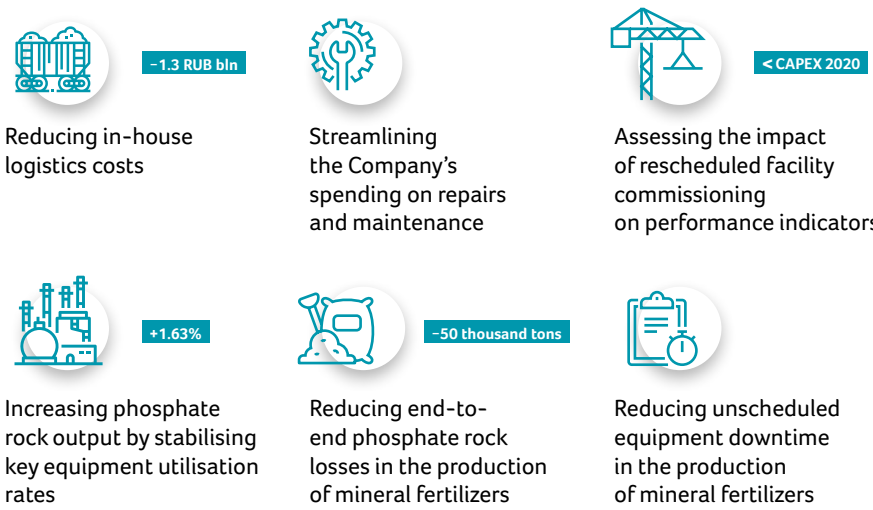 −1.3 RUB bln
Reducing in-house
logistics costs
Streamlining
the Company's
spending on repairs
and maintenance
< CAPEX 2020
Assessing the impact
of rescheduled facility
commissioning
on performance indicators
+1.63%
Increasing phosphate
rock output by stabilising
key equipment utilisation
rates
−50 thousand tons
Reducing end-to-
end phosphate rock
losses in the production
of mineral fertilizers
Reducing unscheduled
equipment downtime
in the production
of mineral fertilizers